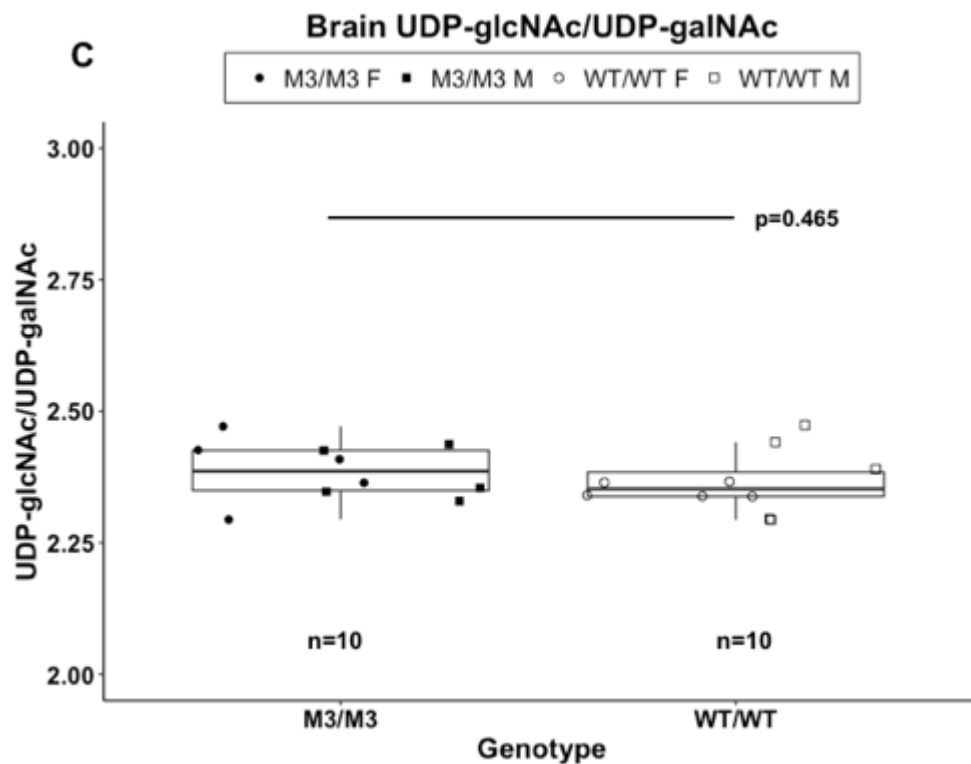 Brain UDP-glcNAc/UDP-galNAc
C
M3/M3 F M3/M3 M WT/WT F WT/WT M
UDP-glcNAc/UDP-galNAc
3.00
2.75
2.50
2.25
2.00
p=0.465
n=10 n=10
M3/M3 WT/WT
Genotype